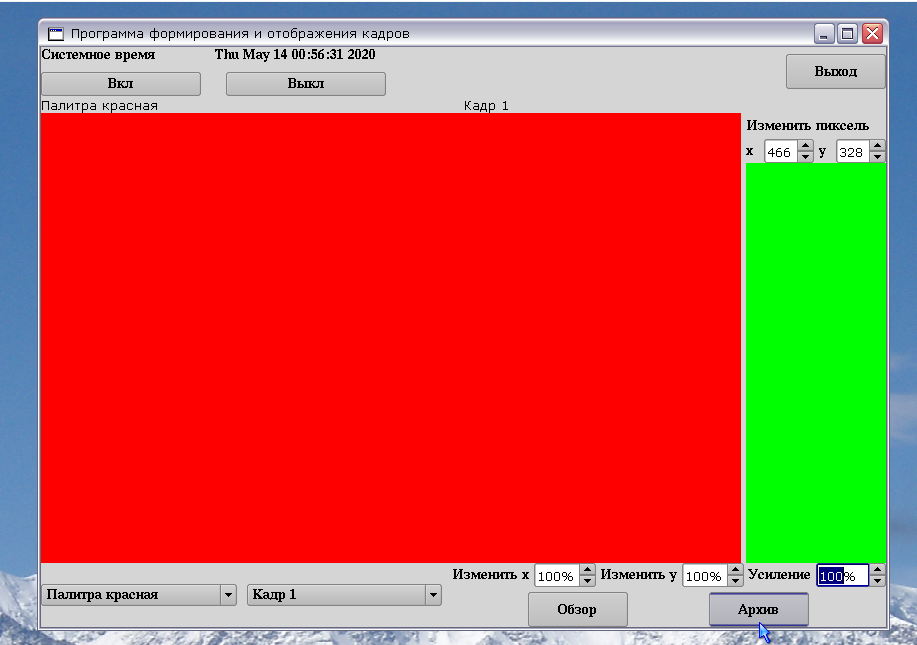 Программа формирования и отображения кадров
Системное время Thu May 14 00:56:31 2020
Выход
Вкл Выкл
Палитра красная Кадр 1
Изменить пиксель
x 466 y 328
Изменить x 100% Изменить y 100% Усиление 100%
Палитра красная Кадр 1
Обзор Архив